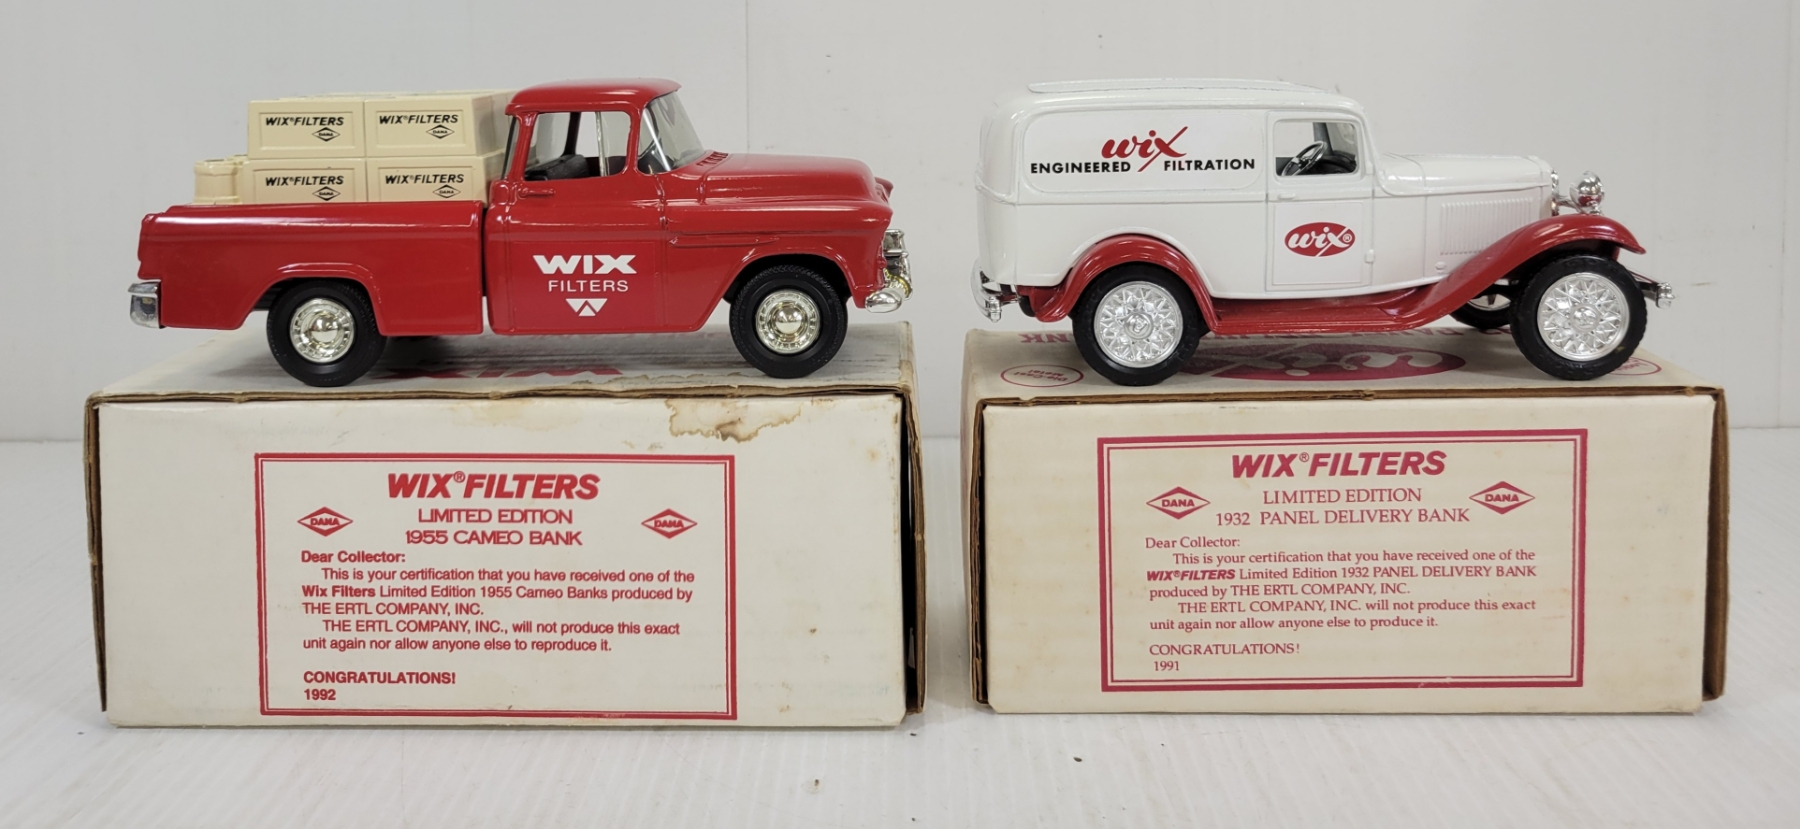 WIX®FILTERS
DANA
WIX®FILTERS
DANA
WIX®FILTERS
DANA
WIX®FILTERS
DANA
WIX
FILTERS
WIX®FILTERS
LIMITED EDITION
1955 CAMEO BANK
DANA
DANA
Dear Collector:
This is your certification that you have received one of the
Wix Filters Limited Edition 1955 Cameo Banks produced by
THE ERTL COMPANY, INC.
THE ERTL COMPANY, INC., will not produce this exact
unit again nor allow anyone else to reproduce it.
CONGRATULATIONS!
1992
wix
ENGINEERED FILTRATION
wix®
WIX®FILTERS
LIMITED EDITION
1932 PANEL DELIVERY BANK
DANA
DANA
Dear Collector:
This is your certification that you have received one of the
WIX®FILTERS Limited Edition 1932 PANEL DELIVERY BANK
produced by THE ERTL COMPANY, INC.
THE ERTL COMPANY, INC. will not produce this exact
unit again nor allow anyone else to produce it.
CONGRATULATIONS!
1991